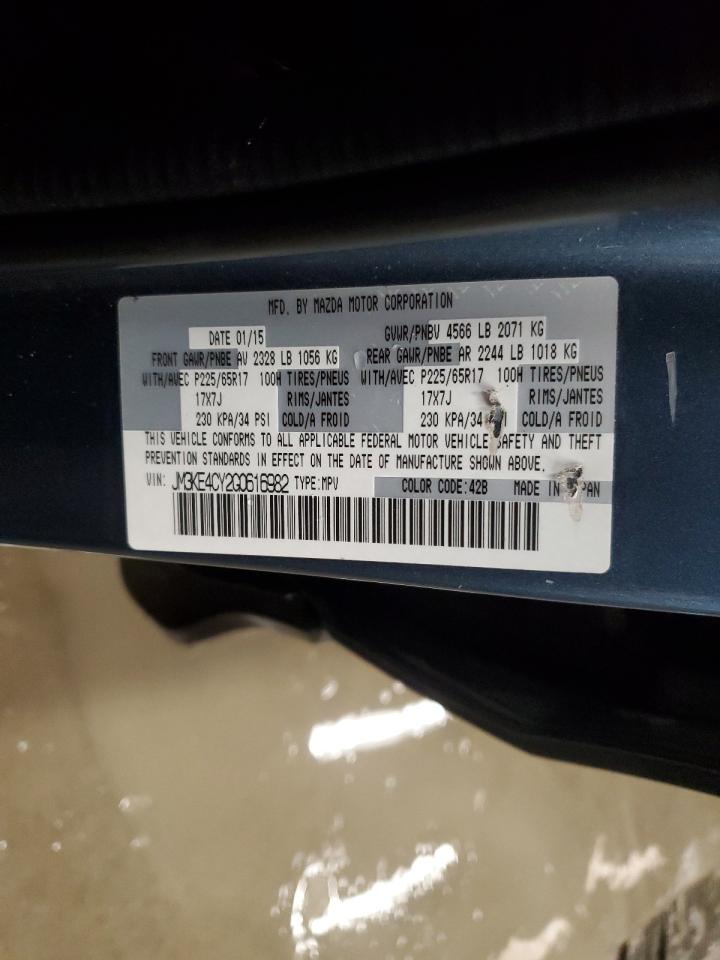 MFD. BY MAZDA MOTOR CORPORATION
DATE 01/15 GVWR/PNBV 4566 LB 2071 KG
FRONT GAWR/PNBE AV 2328 LB 1056 KG REAR GAWR/PNBE AR 2244 LB 1018 KG
WITH/AVEC P225/65R17 100H TIRES/PNEUS WITH/AVEC P225/65R17 100H TIRES/PNEUS
17X7J RIMS/JANTES 17X7J RIMS/JANTES
230 KPA/34 PSI COLD/A FROID 230 KPA/34 COLD/A FROID
THIS VEHICLE CONFORMS TO ALL APPLICABLE FEDERAL MOTOR VEHICLE SAFETY AND THEFT
PREVENTION STANDARDS IN EFFECT ON THE DATE OF MANUFACTURE SHOWN ABOVE.
VIN: JM3KE4CY2G0616982 TYPE:MPV COLOR CODE:42B MADE IN